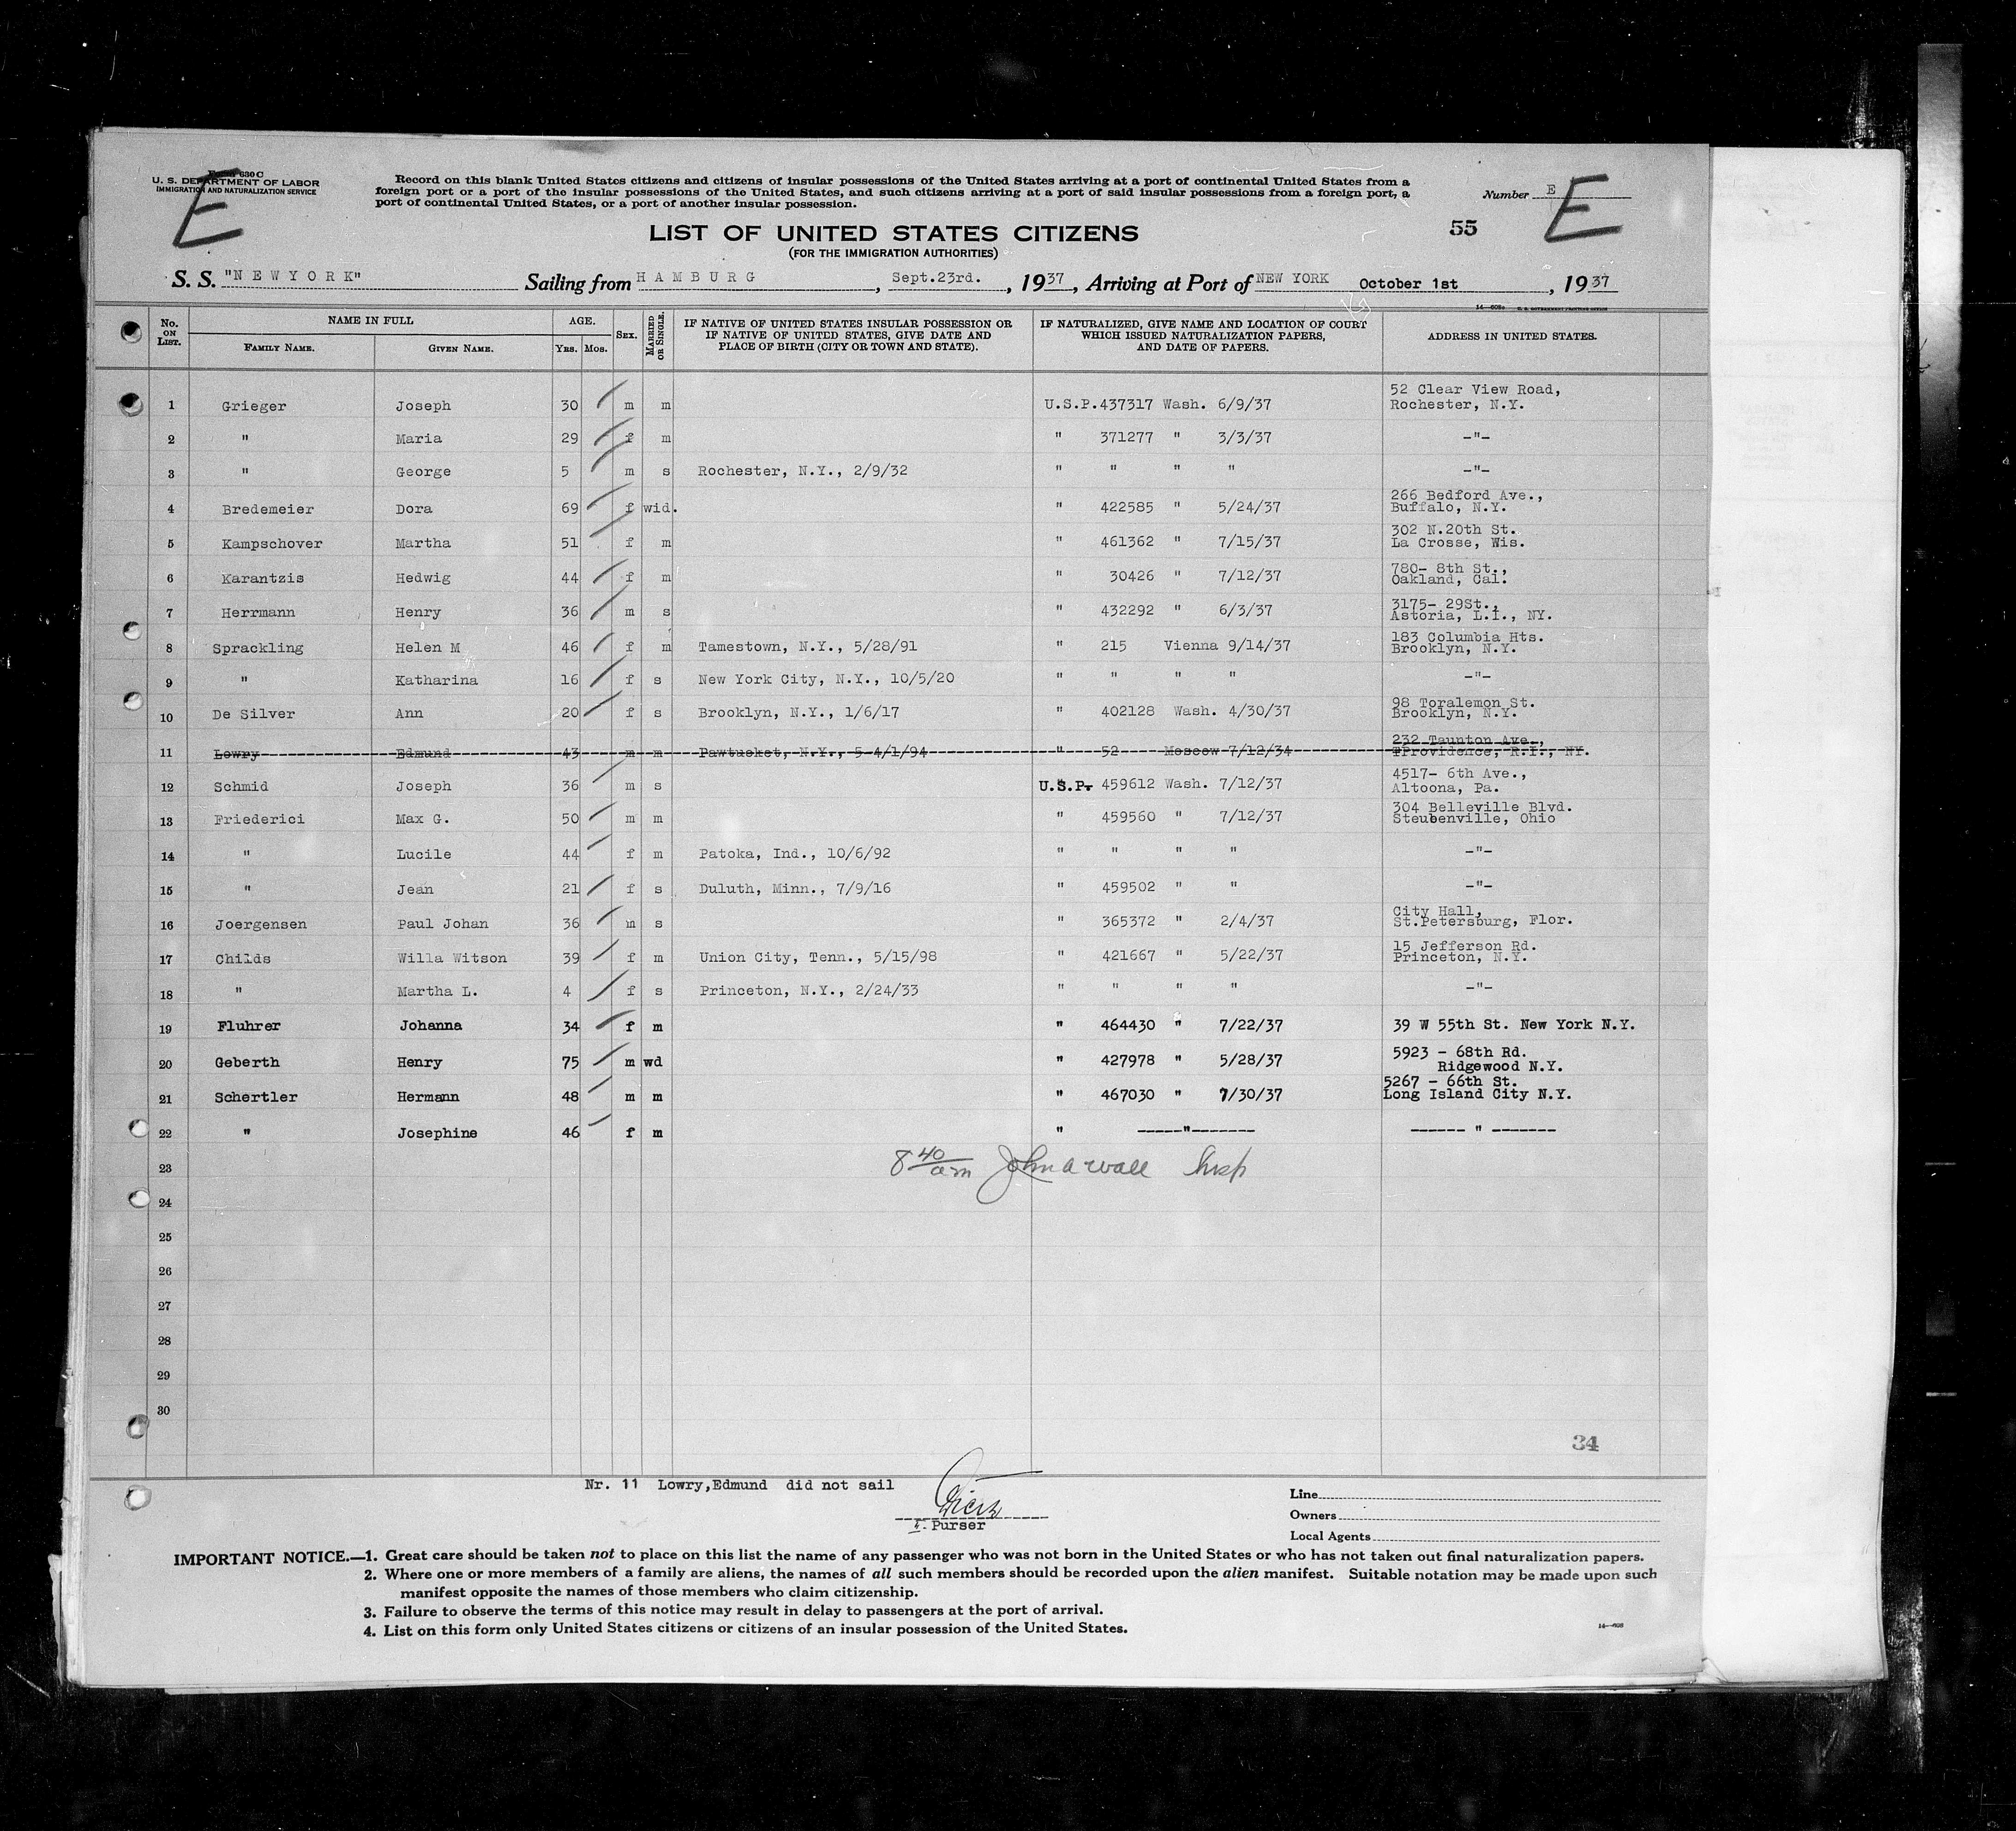 Form 630 C
U. S. DEPARTMENT OF LABOR
IMMIGRATION AND NATURALIZATION SERVICE
E
Record on this blank United States citizens and citizens of insular possessions of the United States arriving at a port of continental United States from a
foreign port or a port of the insular possessions of the United States, and such citizens arriving at a port of said insular possessions from a foreign port, a
port of continental United States, or a port of another insular possession.
Number E
E
55
LIST OF UNITED STATES CITIZENS
(FOR THE IMMIGRATION AUTHORITIES)
S. S. "NEWYORK" Sailing from HAMBURG, Sept.23rd., 1937, Arriving at Port of NEW YORK October 1st, 1937
No. ON LIST. NAME IN FULL FAMILY NAME. GIVEN NAME. AGE. YRS. MOS. SEX. MARRIED OR SINGLE. IF NATIVE OF UNITED STATES INSULAR POSSESSION OR IF NATIVE OF UNITED STATES, GIVE DATE AND PLACE OF BIRTH (CITY OR TOWN AND STATE). IF NATURALIZED, GIVE NAME AND LOCATION OF COURT WHICH ISSUED NATURALIZATION PAPERS, AND DATE OF PAPERS. ADDRESS IN UNITED STATES.
1 Grieger Joseph 30 m m U.S.P.437317 Wash. 6/9/37 52 Clear View Road, Rochester, N.Y.
2 " Maria 29 f m " 371277 " 3/3/37 -"-
3 " George 5 m s Rochester, N.Y., 2/9/32 " " " " -"-
4 Bredemeier Dora 69 f wid. " 422585 " 5/24/37 266 Bedford Ave., Buffalo, N.Y.
5 Kampschover Martha 51 f m " 461362 " 7/15/37 302 N.20th St. La Crosse, Wis.
6 Karantzis Hedwig 44 f m " 30426 " 7/12/37 780- 8th St., Oakland, Cal.
7 Herrmann Henry 36 m s " 432292 " 6/3/37 3175- 29St., Astoria, L.I., NY.
8 Sprackling Helen M 46 f m Tamestown, N.Y., 5/28/91 " 215 Vienna 9/14/37 183 Columbia Hts. Brooklyn, N.Y.
9 " Katharina 16 f s New York City, N.Y., 10/5/20 " " " " -"-
10 De Silver Ann 20 f s Brooklyn, N.Y., 1/6/17 " 402128 Wash. 4/30/37 98 Toralemon St. Brooklyn, N.Y.
11 Lowry Edmund 43 m m Pawtucket, N.Y., 5 4/1/94 " 52 Moscow 7/12/34 232 Taunton Ave., Providence, R.I., NY.
12 Schmid Joseph 36 m s U.S.P. 459612 Wash. 7/12/37 4517- 6th Ave., Altoona, Pa.
13 Friederici Max G. 50 m m " 459560 " 7/12/37 304 Belleville Blvd. Steubenville, Ohio
14 " Lucile 44 f m Patoka, Ind., 10/6/92 " " " " -"-
15 " Jean 21 f s Duluth, Minn., 7/9/16 " 459502 " " -"-
16 Joergensen Paul Johan 36 m s " 365372 " 2/4/37 City Hall, St.Petersburg, Flor.
17 Childs Willa Witson 39 f m Union City, Tenn., 5/15/98 " 421667 " 5/22/37 15 Jefferson Rd. Princeton, N.Y.
18 " Martha L. 4 f s Princeton, N.Y., 2/24/33 " " " " -"-
19 Fluhrer Johanna 34 f m " 464430 " 7/22/37 39 W 55th St. New York N.Y.
20 Geberth Henry 75 m wd " 427978 " 5/28/37 5923 - 68th Rd. Ridgewood N.Y.
21 Schertler Hermann 48 m m " 467030 " 7/30/37 5267 - 66th St. Long Island City N.Y.
22 " Josephine 46 f m " -----"------- ------ " -------
23 8 40/am John a wall Insp
24
25
26
27
28
29
30
34
Nr. 11 Lowry,Edmund did not sail
Purser
Line
Owners
Local Agents
IMPORTANT NOTICE.—1. Great care should be taken not to place on this list the name of any passenger who was not born in the United States or who has not taken out final naturalization papers.
2. Where one or more members of a family are aliens, the names of all such members should be recorded upon the alien manifest. Suitable notation may be made upon such
manifest opposite the names of those members who claim citizenship.
3. Failure to observe the terms of this notice may result in delay to passengers at the port of arrival.
4. List on this form only United States citizens or citizens of an insular possession of the United States.
14—608